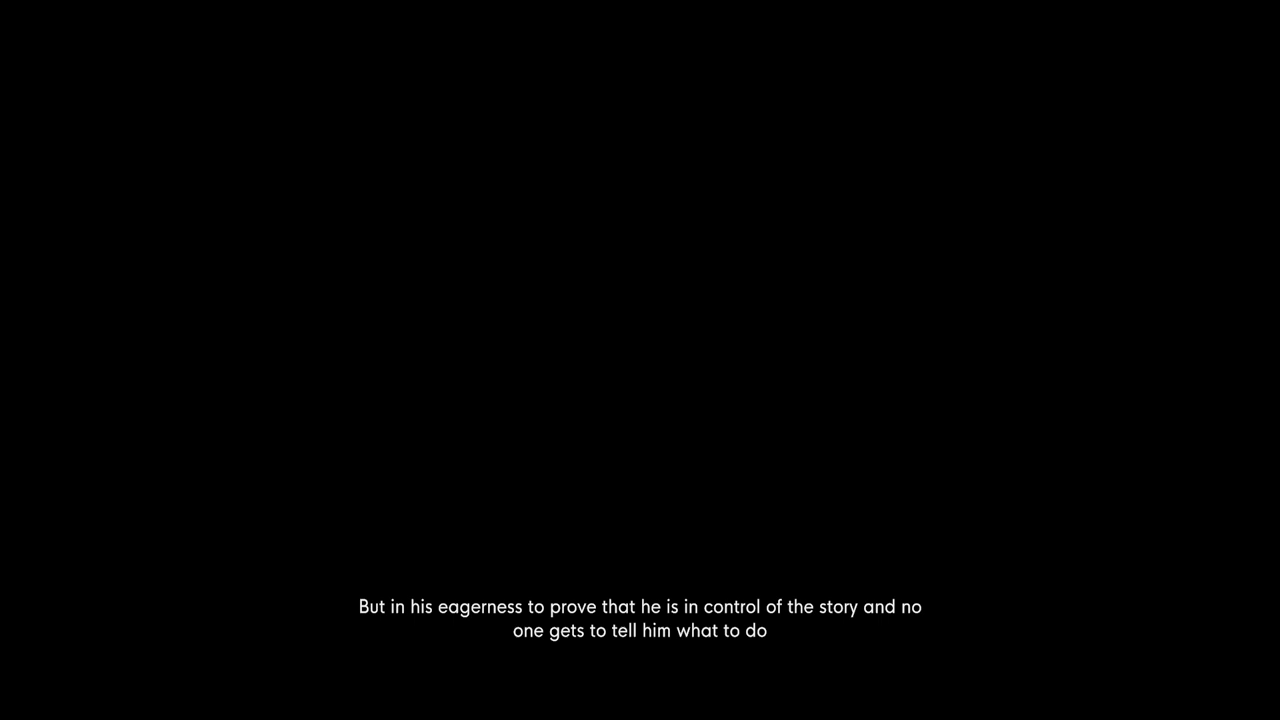 But in his eagerness to prove that he is in control of the story and no
one gets to tell him what to do